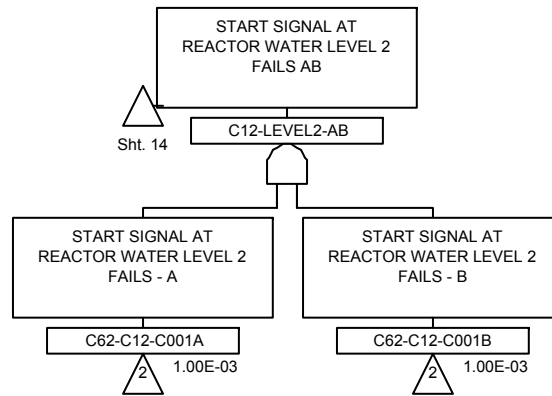 START SIGNAL AT
REACTOR WATER LEVEL 2
FAILS AB
Sht. 14
C12-LEVEL2-AB
START SIGNAL AT
REACTOR WATER LEVEL 2
FAILS - A
C62-C12-C001A
2
1.00E-03
START SIGNAL AT
REACTOR WATER LEVEL 2
FAILS - B
C62-C12-C001B
2
1.00E-03